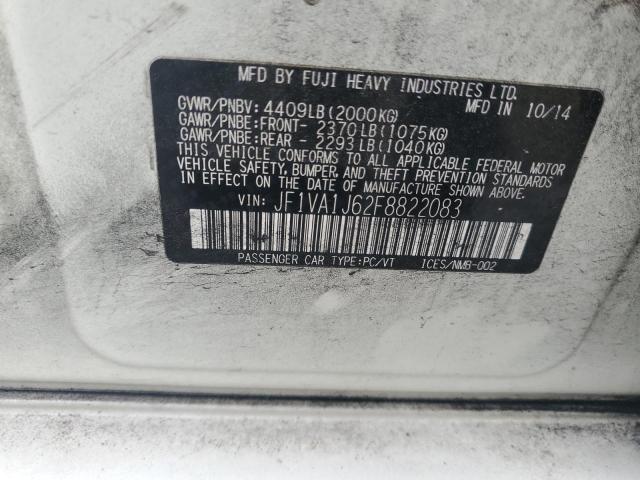 MFD BY FUJI HEAVY INDUSTRIES LTD.
GVWR/PNBV: 4409LB(2000KG) MFD IN 10/14
GAWR/PNBE:FRONT- 2370LB(1075KG)
GAWR/PNBE:REAR - 2293LB(1040KG)
THIS VEHICLE CONFORMS TO ALL APPLICABLE FEDERAL MOTOR
VEHICLE SAFETY, BUMPER, AND THEFT PREVENTION STANDARDS
IN EFFECT ON THE DATE OF MANUFACTURE SHOWN ABOVE.
VIN: JF1VA1J62F8822083
PASSENGER CAR TYPE:PC/VT ICES/NMB-002